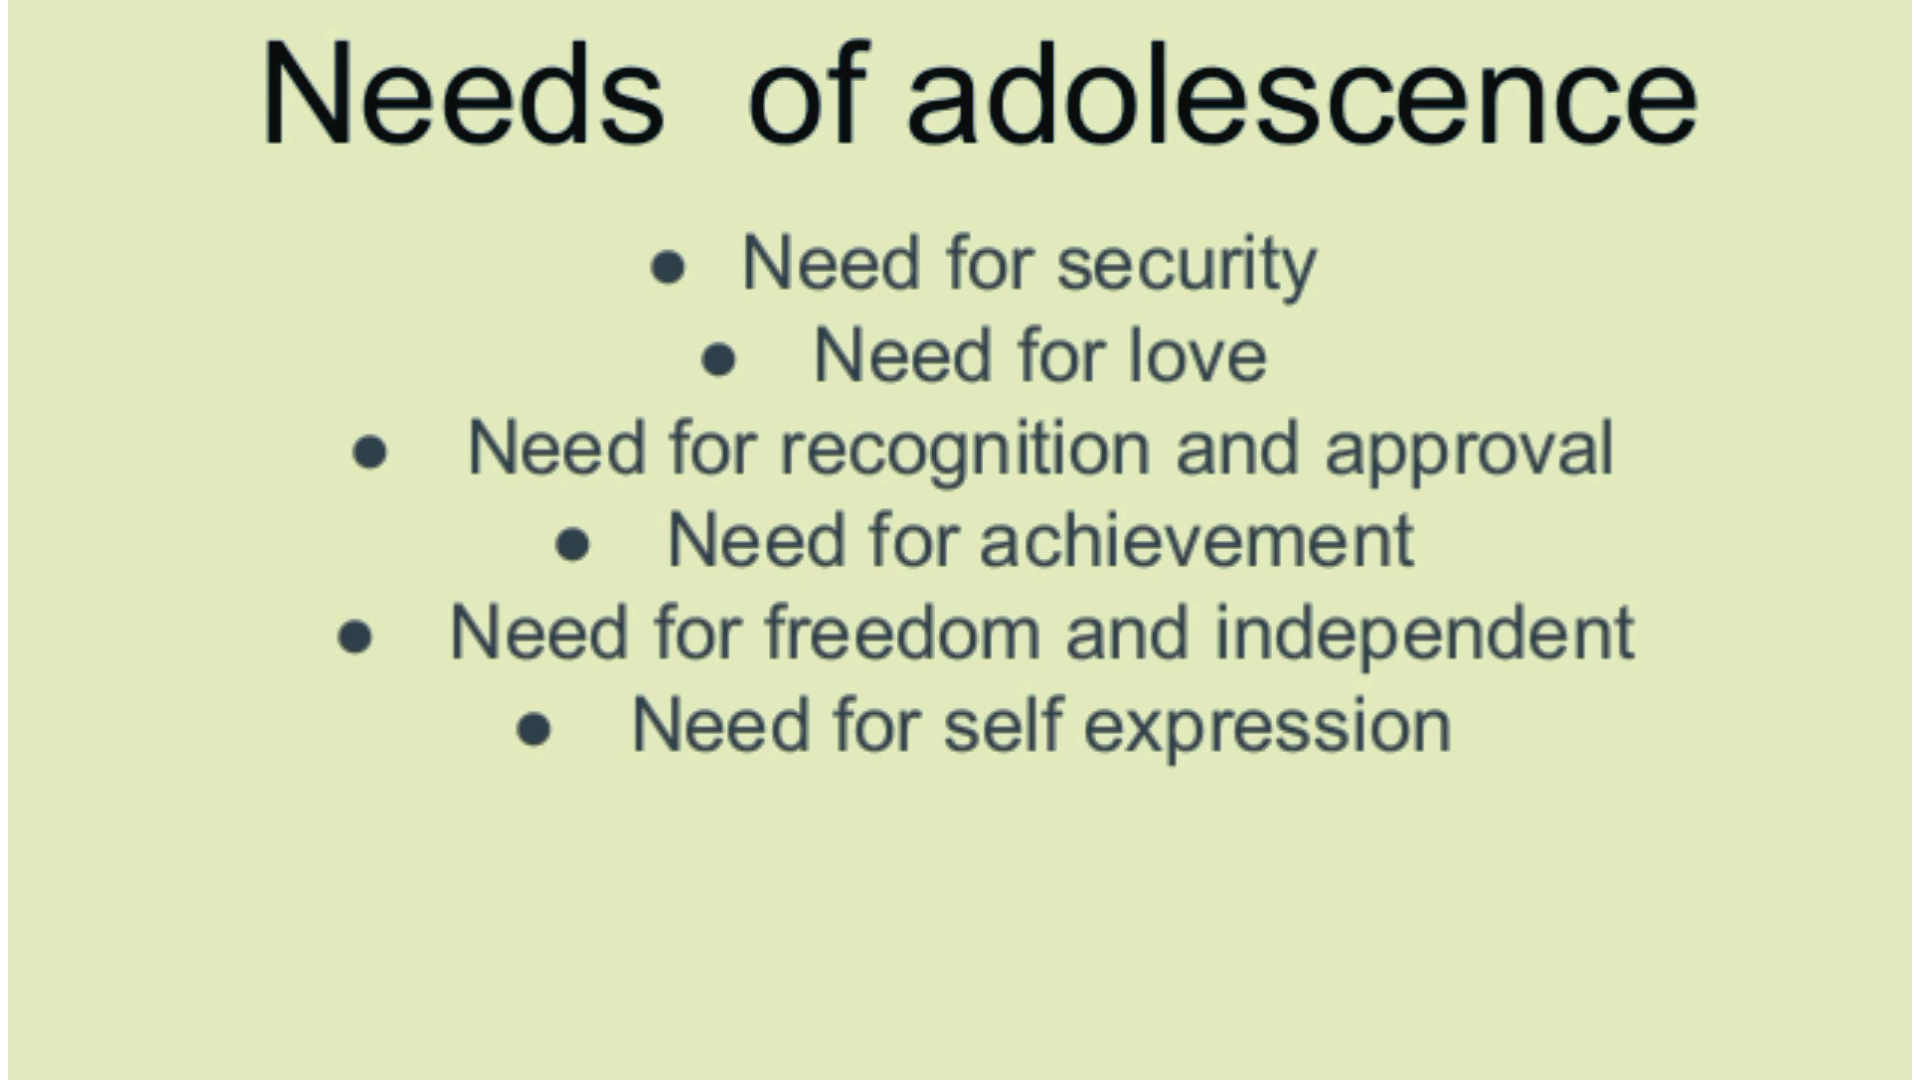 Needs of adolescence
● Need for security
● Need for love
● Need for recognition and approval
● Need for achievement
● Need for freedom and independent
● Need for self expression